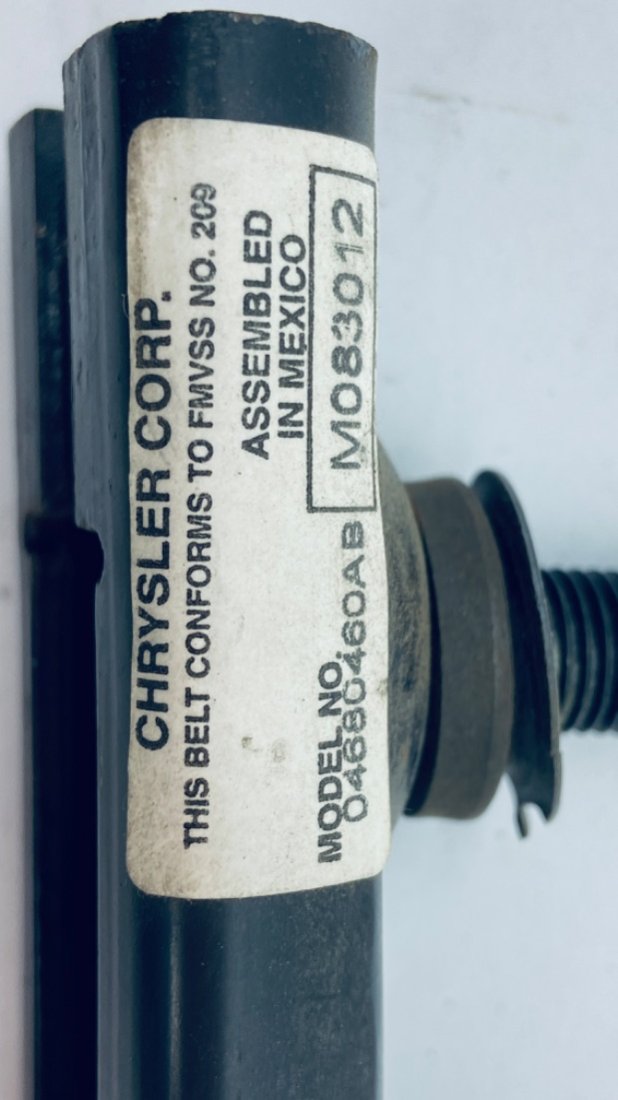 CHRYSLER CORP.
THIS BELT CONFORMS TO FMVSS NO. 209
ASSEMBLED
IN MEXICO
M083012
MODEL NO.
04680460AB